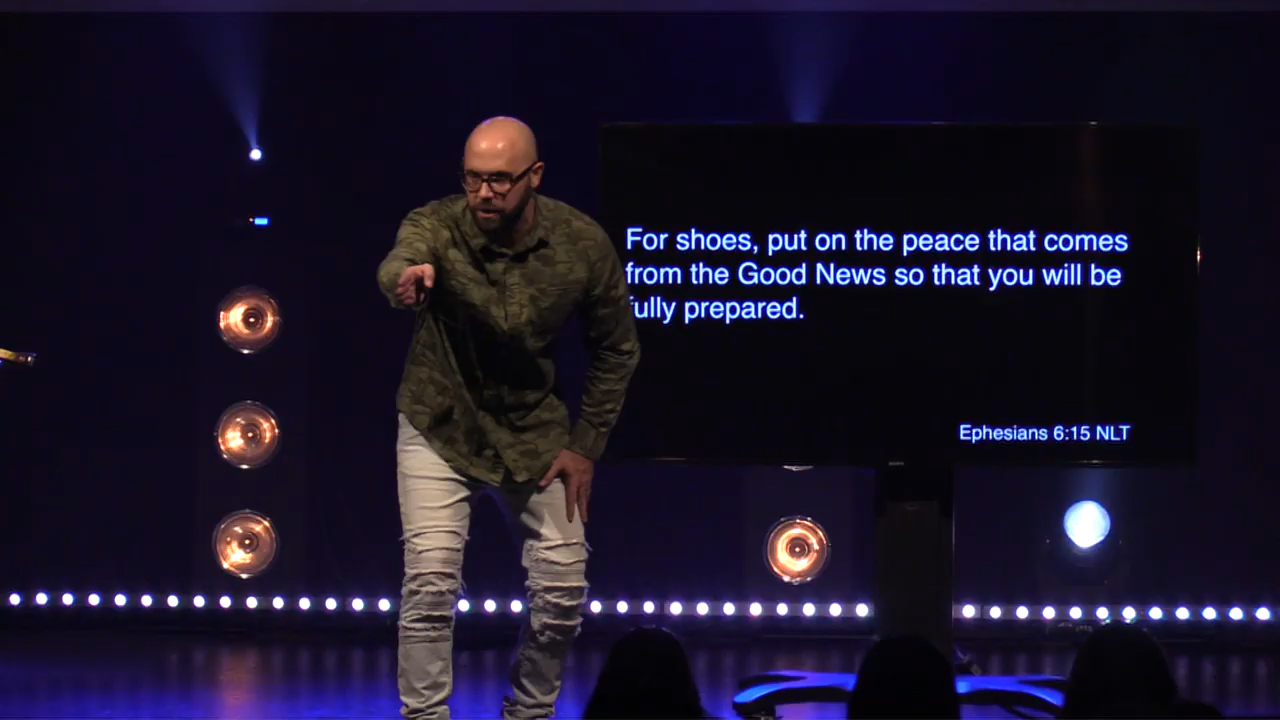 For shoes, put on the peace that comes
from the Good News so that you will be
fully prepared.
Ephesians 6:15 NLT